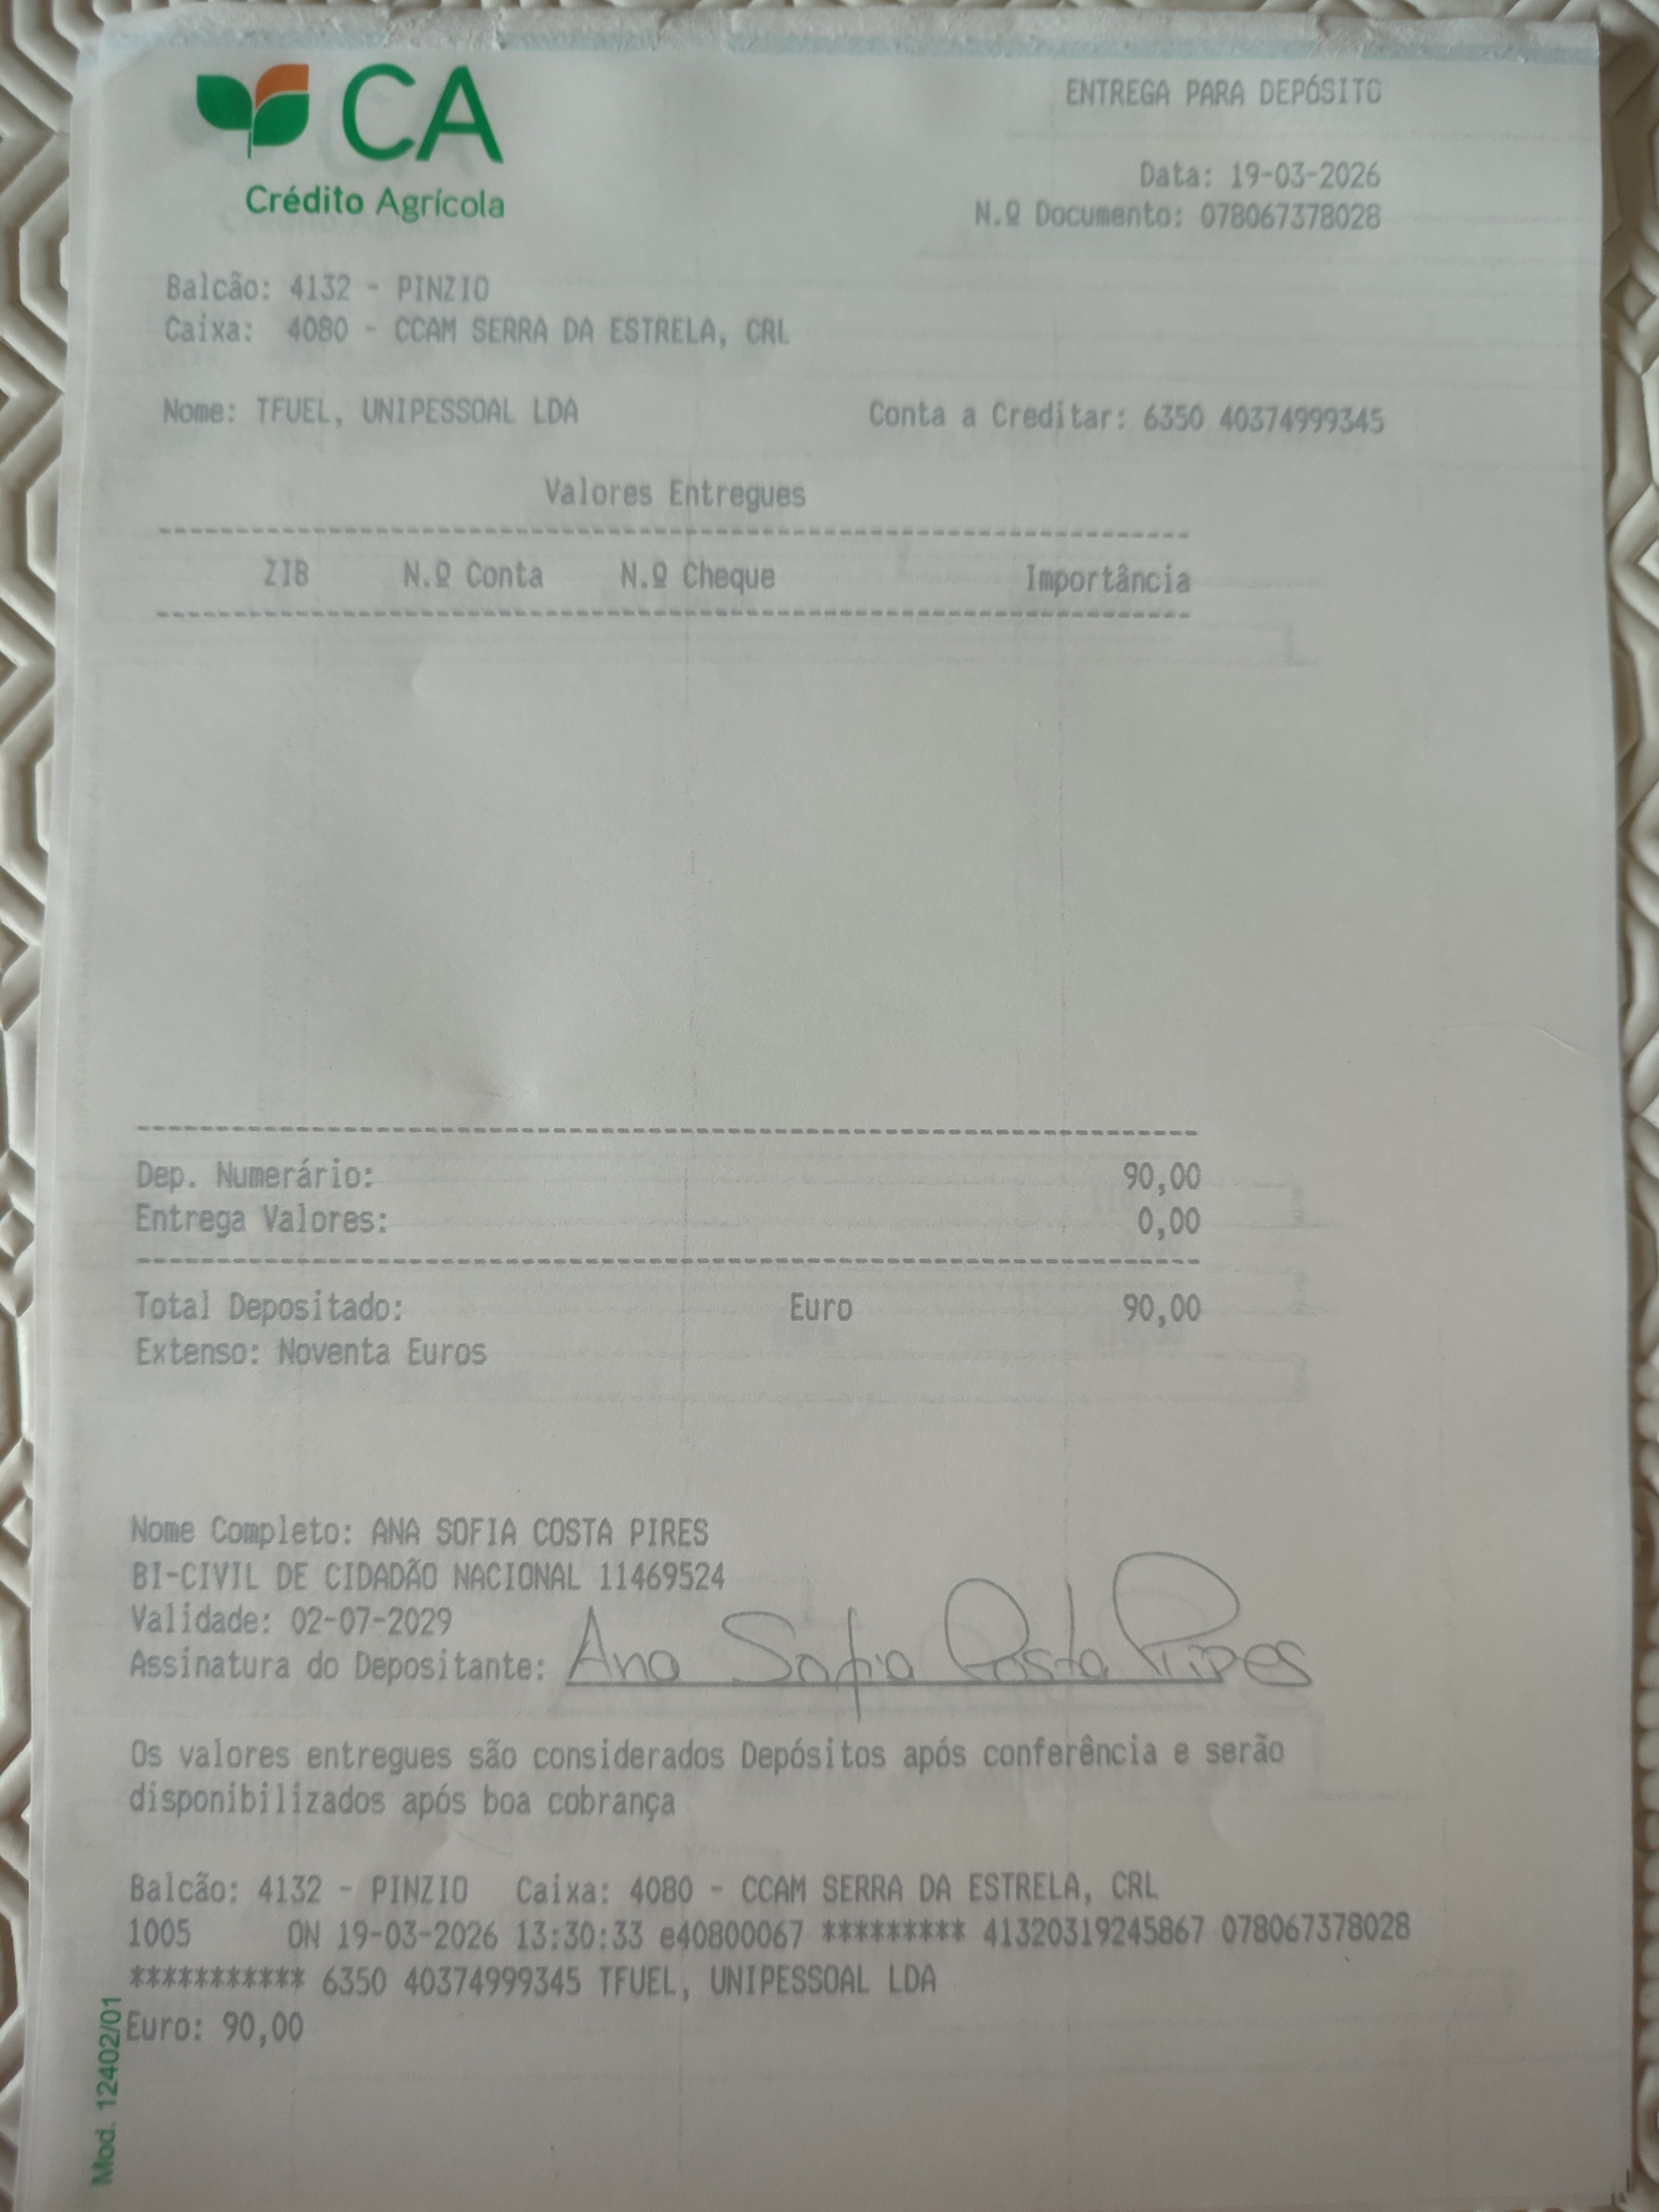 CA
Crédito Agrícola
ENTREGA PARA DEPÓSITO
Data: 19-03-2026
N.º Documento: 078067378028
Balcão: 4132 - PINZIO
Caixa: 4080 - CCAM SERRA DA ESTRELA, CRL
Nome: TFUEL, UNIPESSOAL LDA Conta a Creditar: 6350 40374999345
Valores Entregues
ZIB N.º Conta N.º Cheque Importância
Dep. Numerário: 90,00
Entrega Valores: 0,00
Total Depositado: Euro 90,00
Extenso: Noventa Euros
Nome Completo: ANA SOFIA COSTA PIRES
BI-CIVIL DE CIDADÃO NACIONAL 11469524
Validade: 02-07-2029
Assinatura do Depositante: Ana Sofia Costa Pires
Os valores entregues são considerados Depósitos após conferência e serão
disponibilizados após boa cobrança
Balcão: 4132 - PINZIO Caixa: 4080 - CCAM SERRA DA ESTRELA, CRL
1005 ON 19-03-2026 13:30:33 e40800067 ********* 41320319245867 078067378028
*********** 6350 40374999345 TFUEL, UNIPESSOAL LDA
Euro: 90,00
Mod. 12402/01